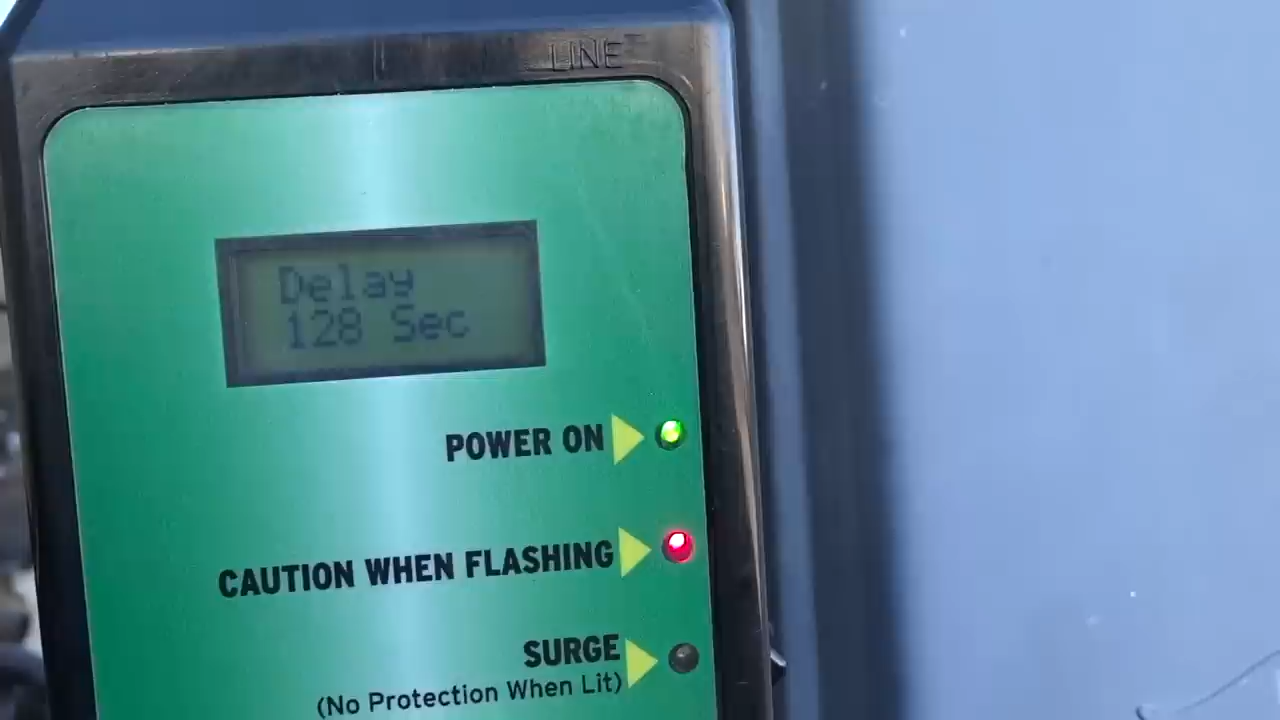 LINE
Delay
128 Sec
POWER ON
CAUTION WHEN FLASHING
SURGE
(No Protection When Lit)